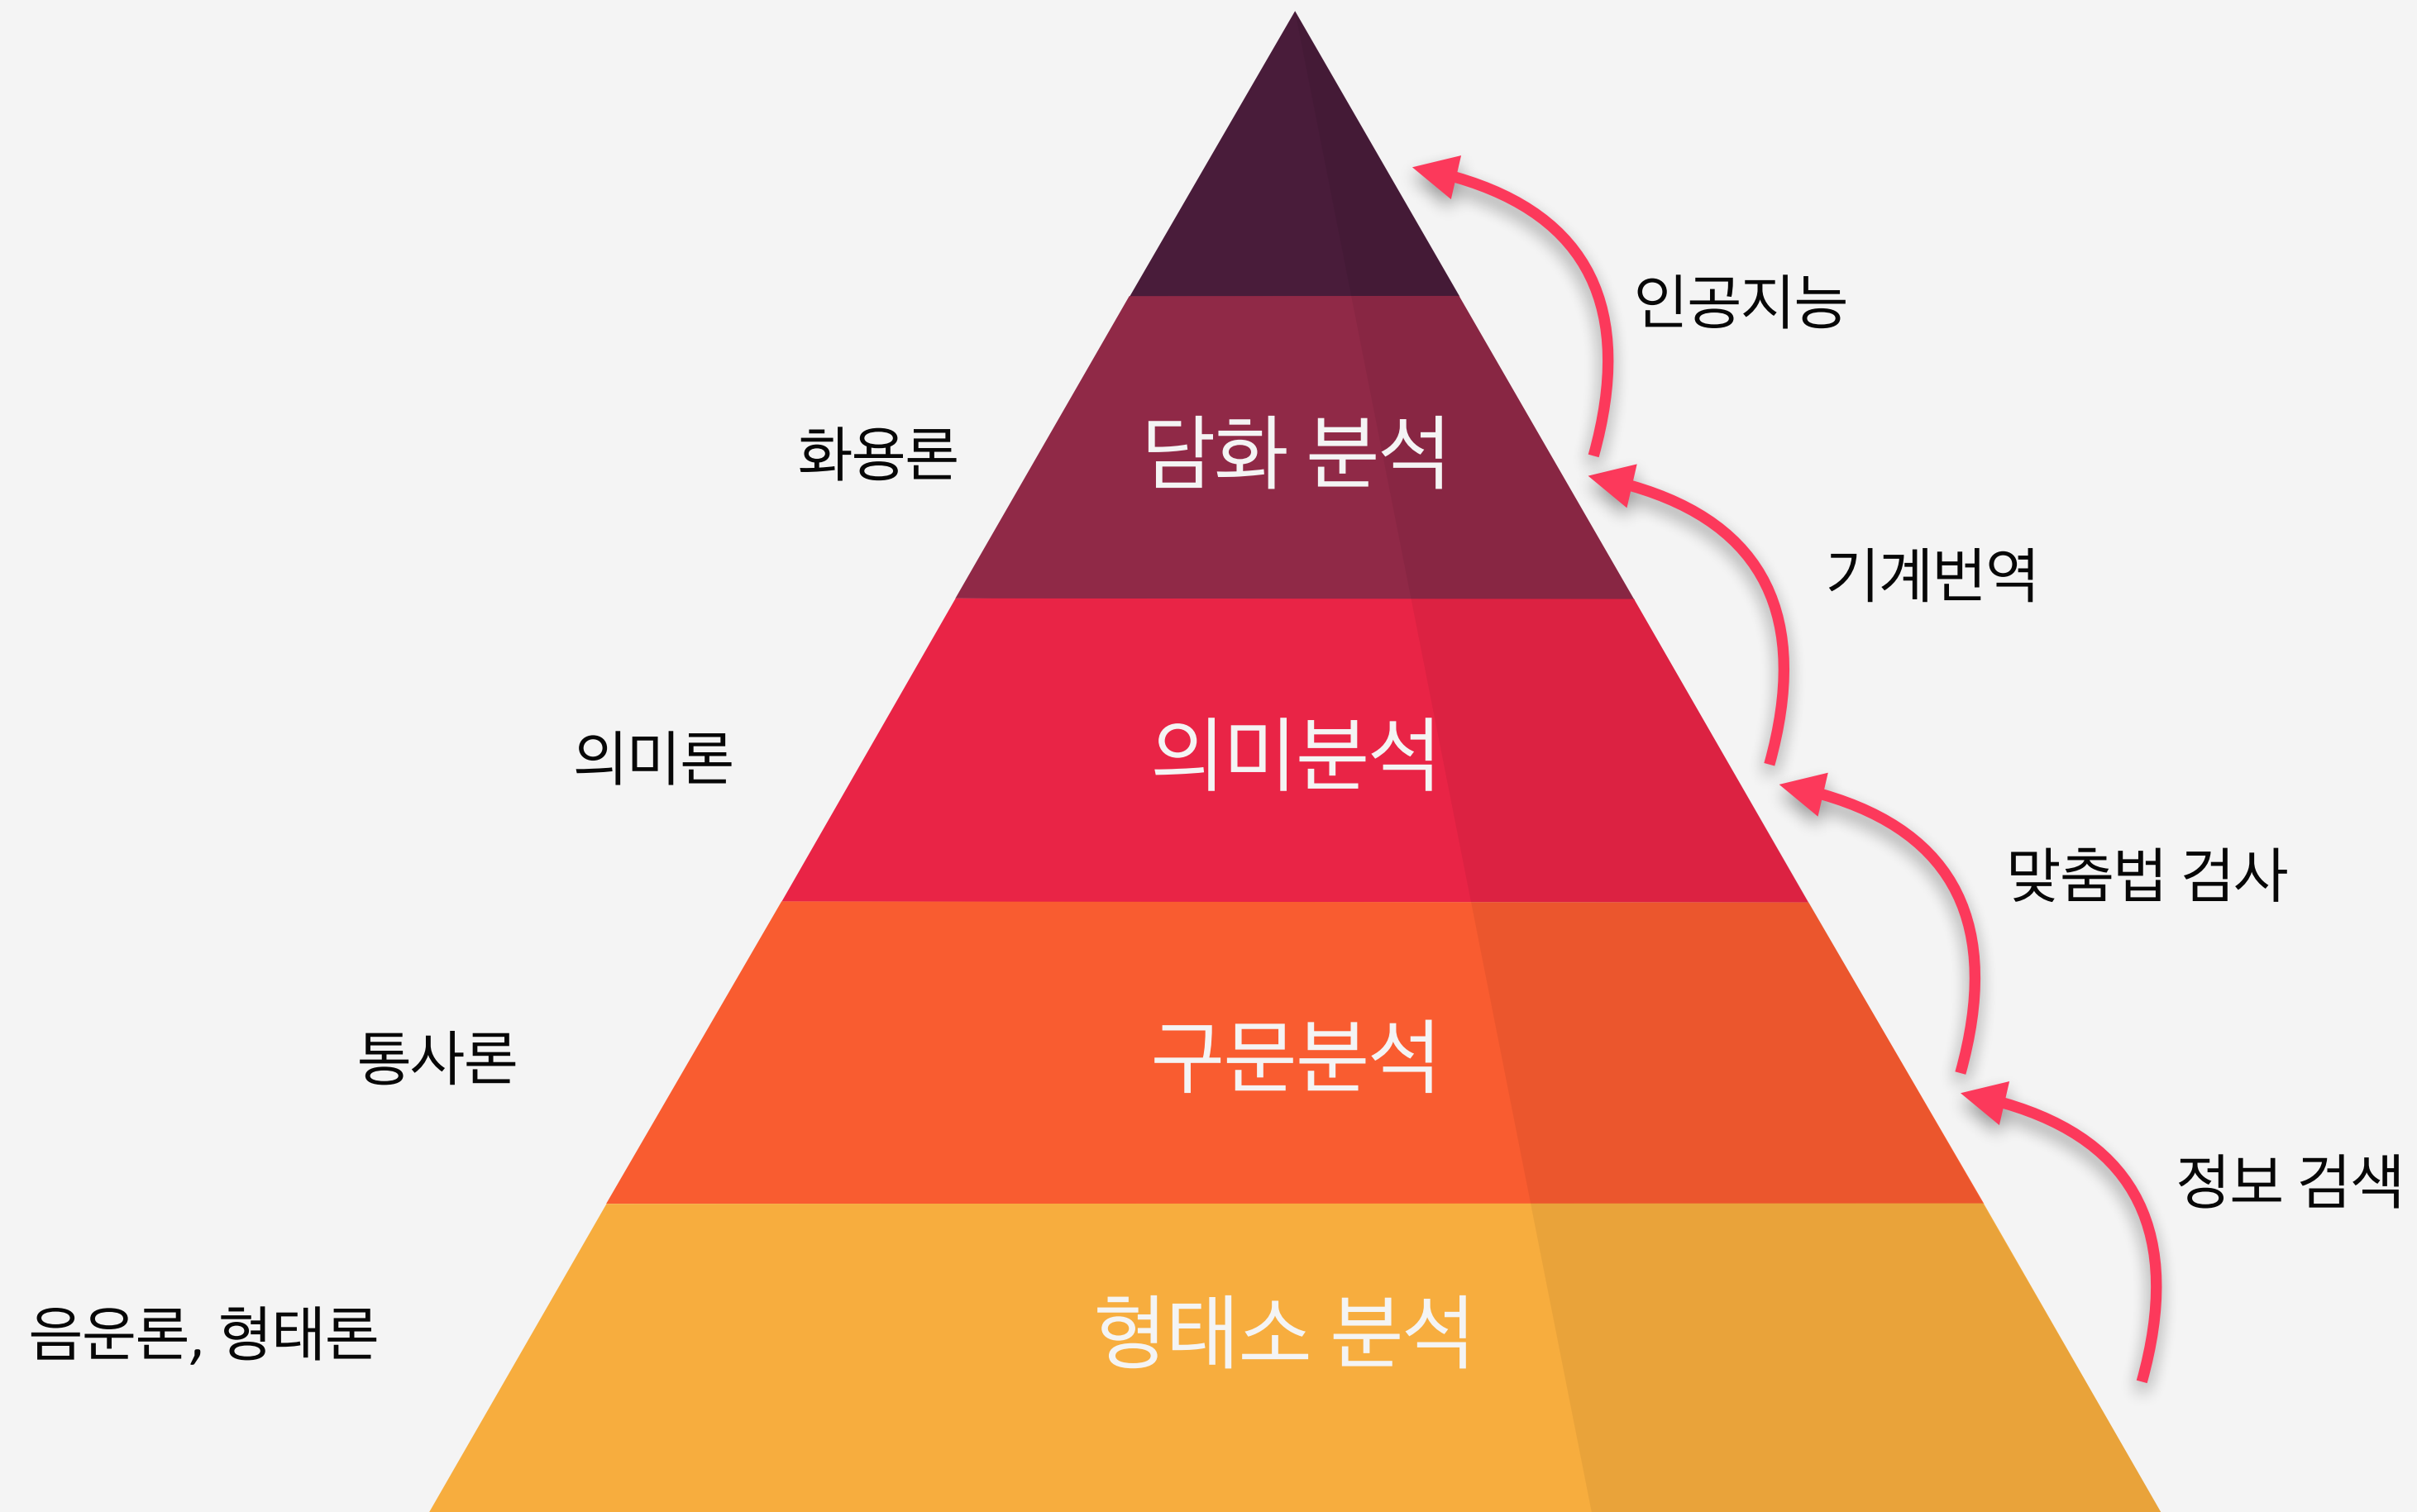 인공지능
화용론
담화 분석
기계번역
의미론
의미분석
맞춤법 검사
통사론
구문분석
정보 검색
음운론, 형태론
형태소 분석